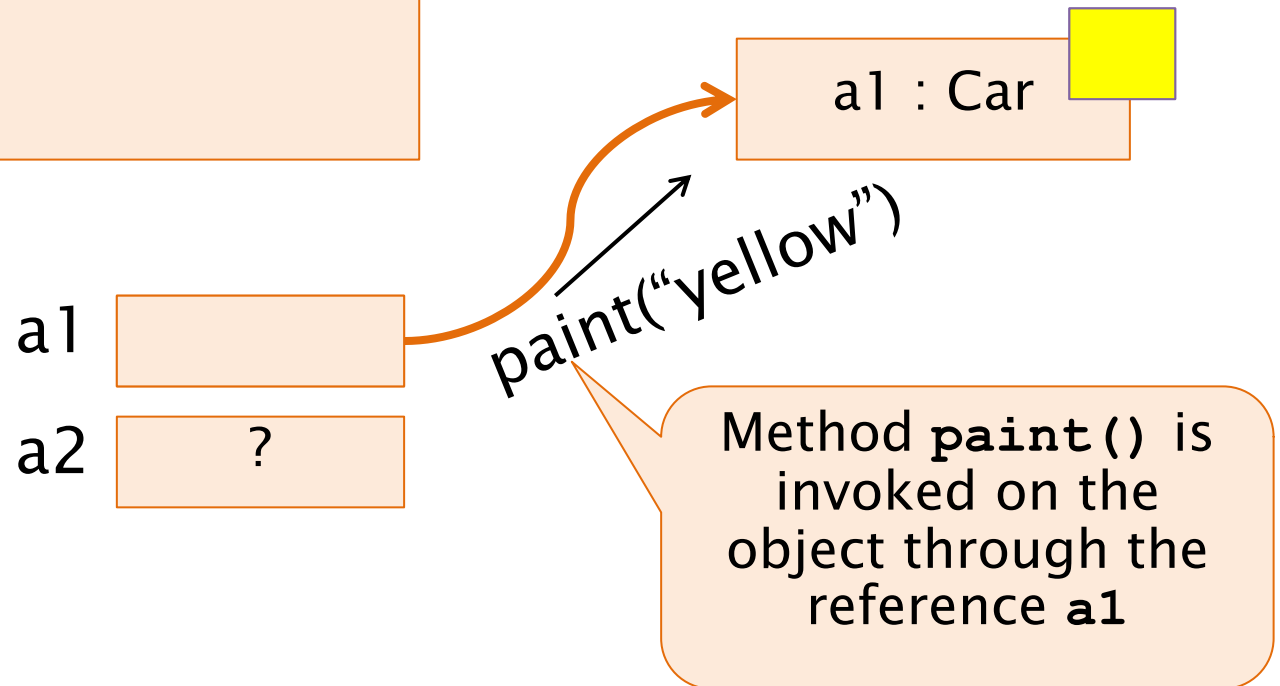 a1 : Car
paint(“yellow”)
a1
a2
?
Method paint() is
invoked on the
object through the
reference a1